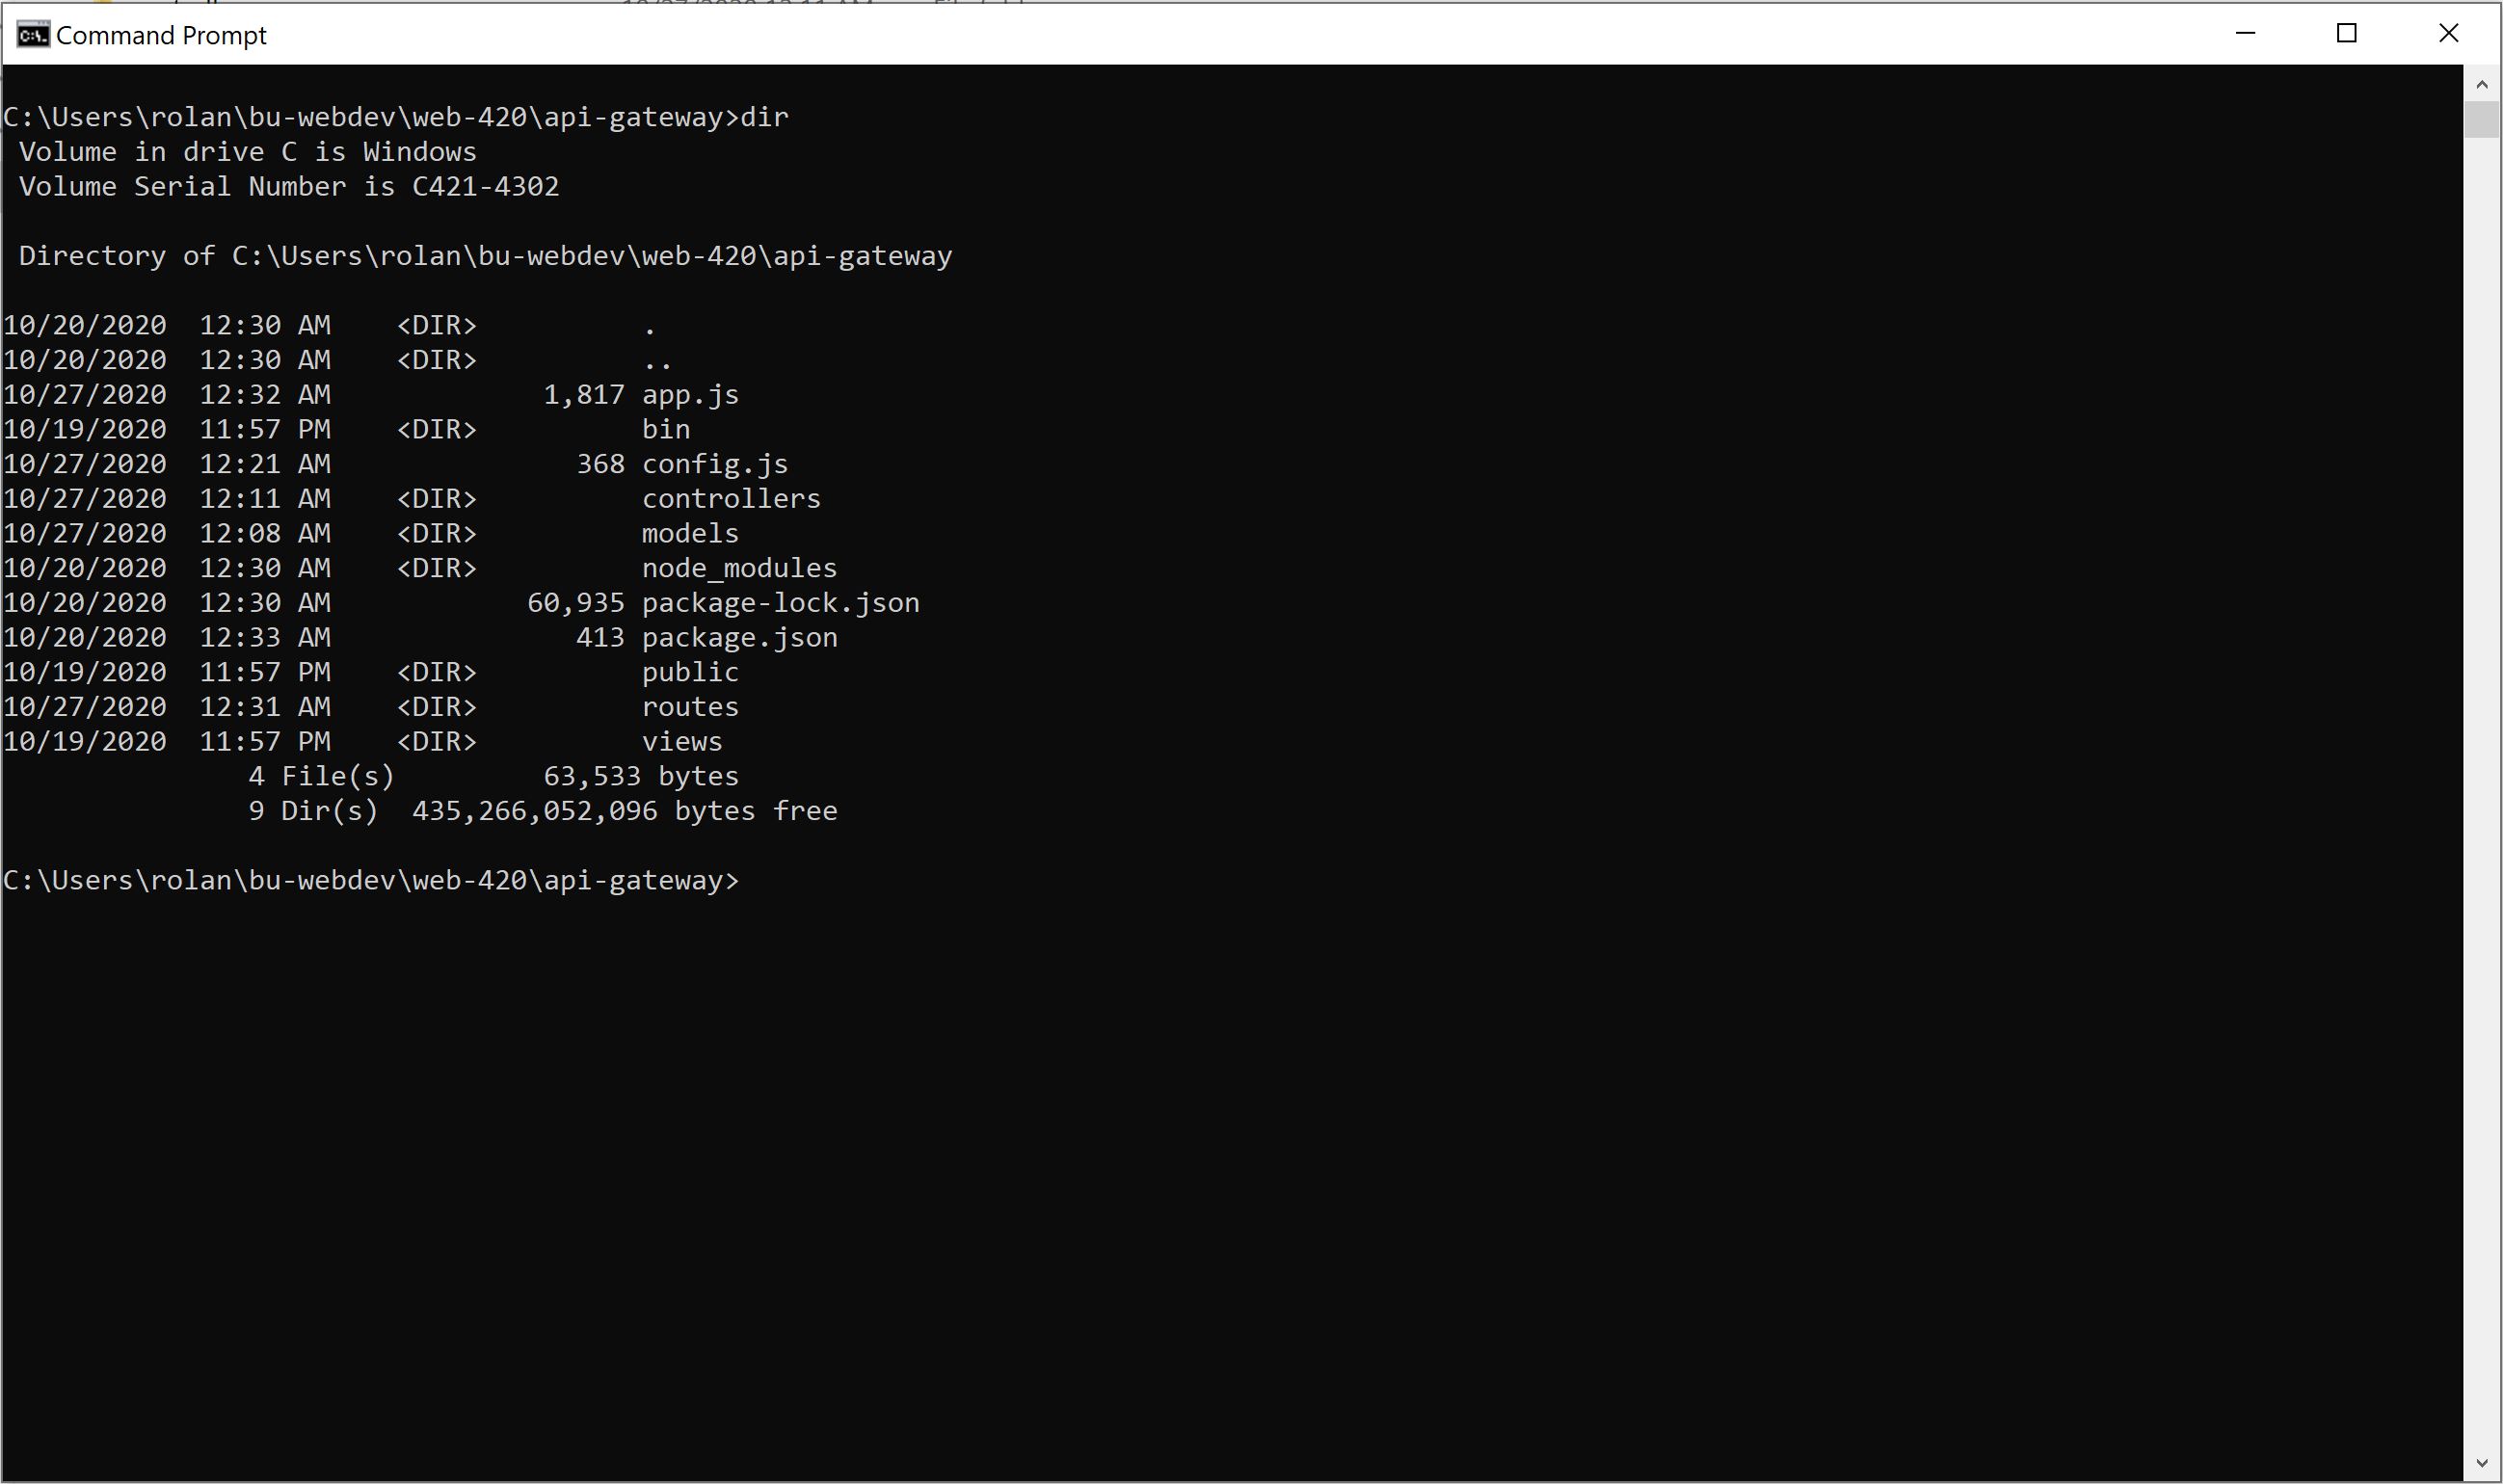 Command Prompt
C:\Users\rolan\bu-webdev\web-420\api-gateway>dir
 Volume in drive C is Windows
 Volume Serial Number is C421-4302

 Directory of C:\Users\rolan\bu-webdev\web-420\api-gateway

10/20/2020  12:30 AM    <DIR>          .
10/20/2020  12:30 AM    <DIR>          ..
10/27/2020  12:32 AM             1,817 app.js
10/19/2020  11:57 PM    <DIR>          bin
10/27/2020  12:21 AM               368 config.js
10/27/2020  12:11 AM    <DIR>          controllers
10/27/2020  12:08 AM    <DIR>          models
10/20/2020  12:30 AM    <DIR>          node_modules
10/20/2020  12:30 AM            60,935 package-lock.json
10/20/2020  12:33 AM               413 package.json
10/19/2020  11:57 PM    <DIR>          public
10/27/2020  12:31 AM    <DIR>          routes
10/19/2020  11:57 PM    <DIR>          views
               4 File(s)         63,533 bytes
               9 Dir(s)  435,266,052,096 bytes free

C:\Users\rolan\bu-webdev\web-420\api-gateway>